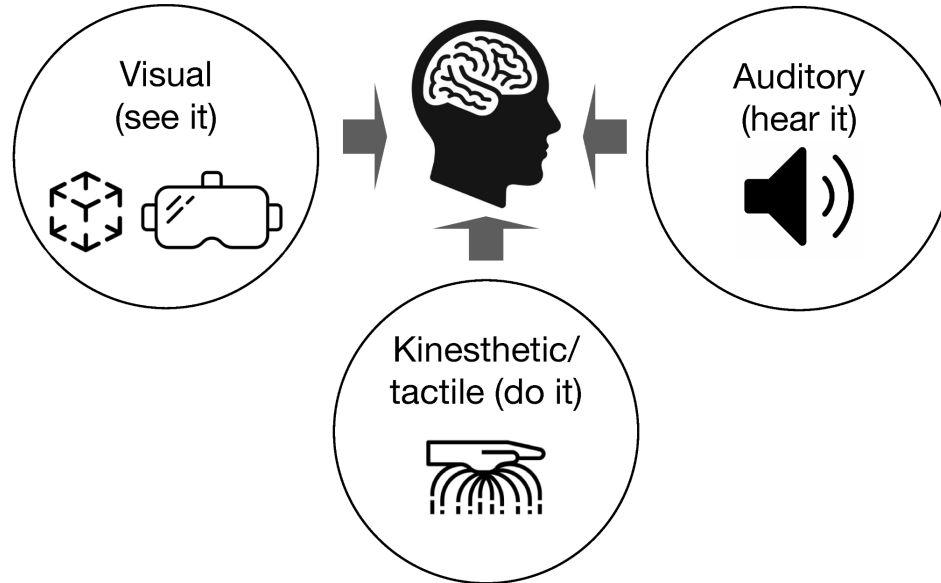 Visual
(see it)
Auditory
(hear it)
Kinesthetic/
tactile (do it)